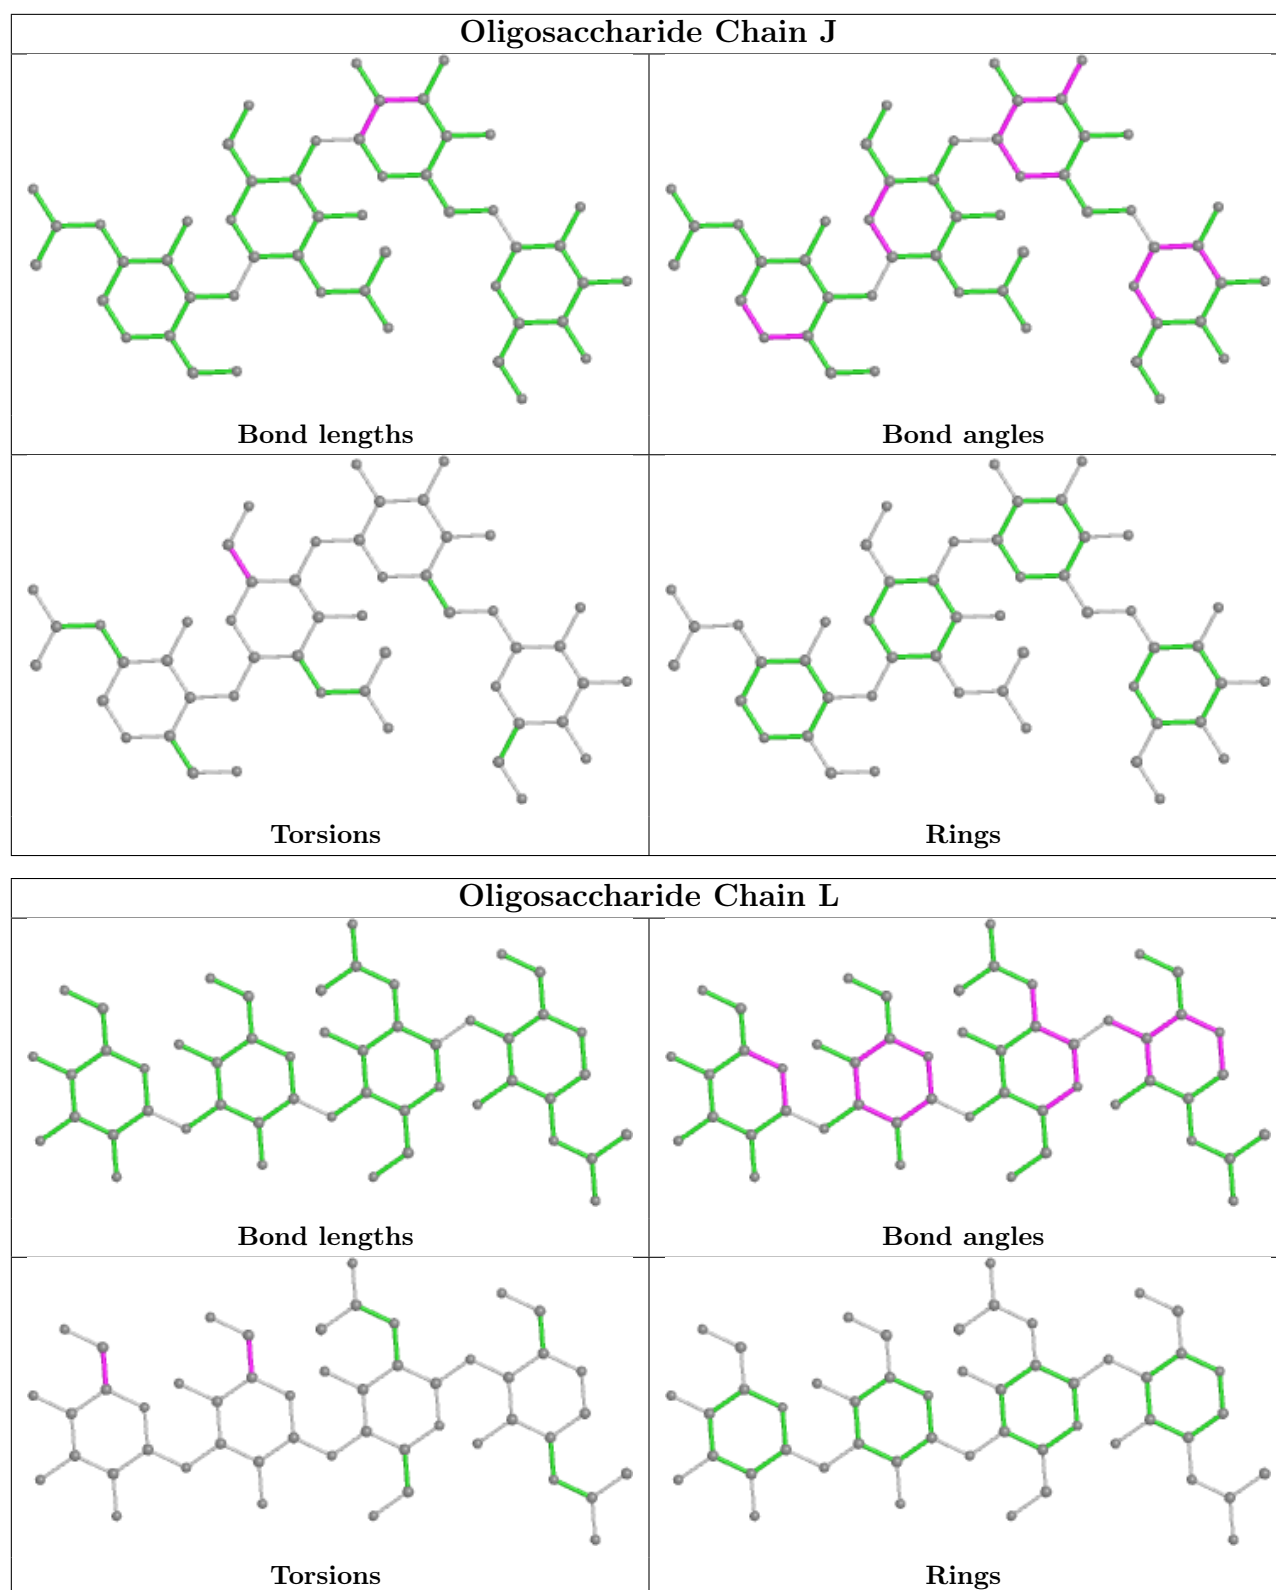 Oligosaccharide Chain J
Bond lengths
Bond angles
Torsions
Rings
Oligosaccharide Chain L
Bond lengths
Bond angles
Torsions
Rings